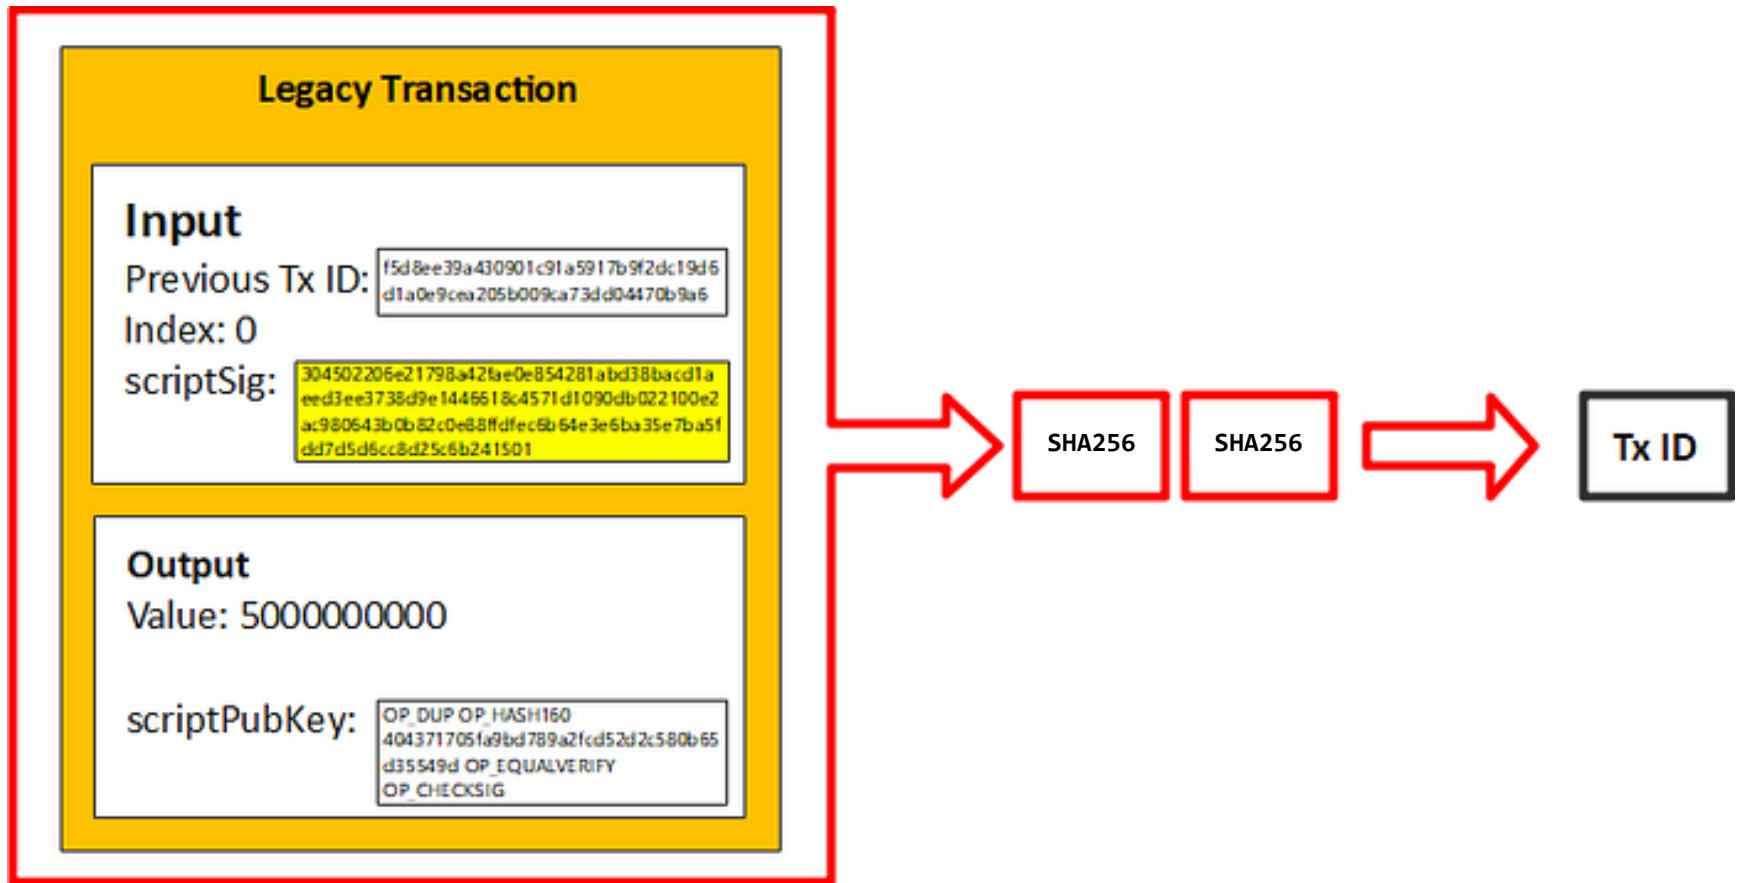 Legacy Transaction
Input
Previous Tx ID:
f5d8ee39a430901c91a5917b9f2dc19d6
d1a0e9cea205b009ca73dd04470b9a6
Index: 0
scriptSig:
304502206e21798a42fae0e854281abd38bacd1a
eed3ee3738d9e1446618c4571d1090db022100e2
ac980643b0b82c0e88ffdfec6b64e3e6ba35e7ba5f
dd7d5d6cc8d25c6b241501
Output
Value: 5000000000
scriptPubKey:
OP_DUP OP_HASH160
404371705fa9bd789a2fcd52d2c580b65
d35549d OP_EQUALVERIFY
OP_CHECKSIG
SHA256
SHA256
Tx ID